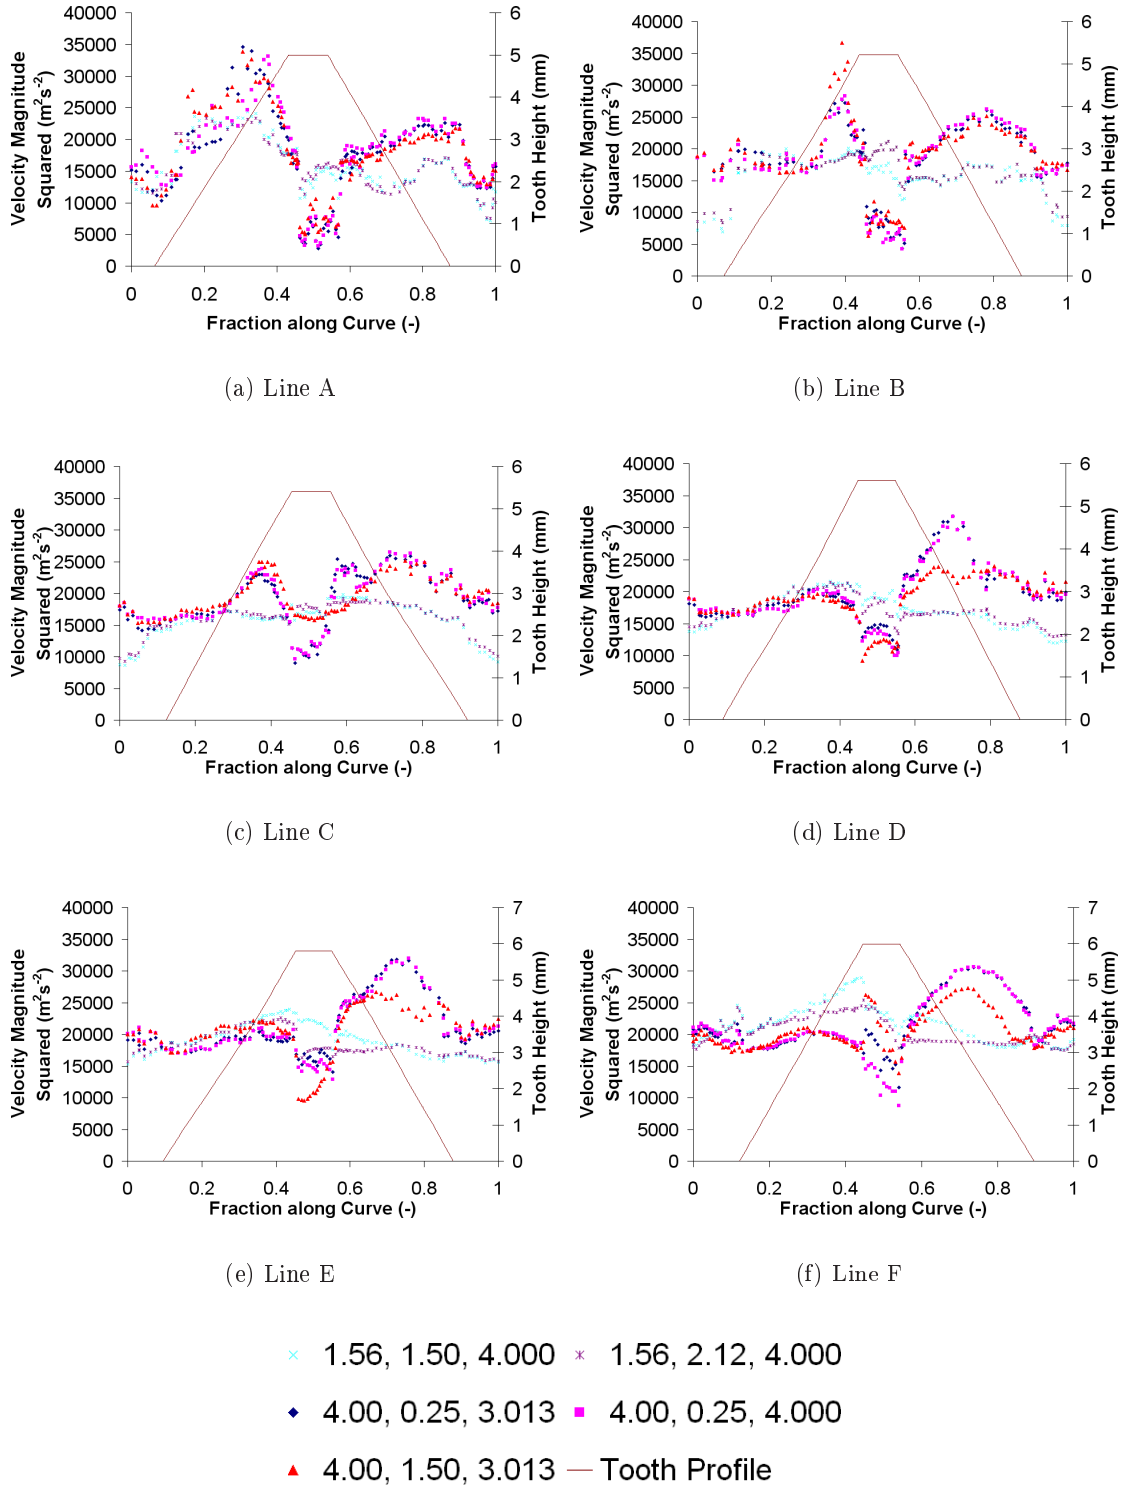 40000 35000 30000 25000 20000 15000 10000 5000 0
Velocity Magnitude
Squared (m²s⁻²)
6 5 4 3 2 1 0
Tooth Height (mm)
0 0.2 0.4 0.6 0.8 1
Fraction along Curve (-)
(a) Line A
40000 35000 30000 25000 20000 15000 10000 5000 0
Velocity Magnitude
Squared (m²s⁻²)
6 5 4 3 2 1 0
Tooth Height (mm)
0 0.2 0.4 0.6 0.8 1
Fraction along Curve (-)
(b) Line B
40000 35000 30000 25000 20000 15000 10000 5000 0
Velocity Magnitude
Squared (m²s⁻²)
6 5 4 3 2 1 0
Tooth Height (mm)
0 0.2 0.4 0.6 0.8 1
Fraction along Curve (-)
(c) Line C
40000 35000 30000 25000 20000 15000 10000 5000 0
Velocity Magnitude
Squared (m²s⁻²)
6 5 4 3 2 1 0
Tooth Height (mm)
0 0.2 0.4 0.6 0.8 1
Fraction along Curve (-)
(d) Line D
40000 35000 30000 25000 20000 15000 10000 5000 0
Velocity Magnitude
Squared (m²s⁻²)
7 6 5 4 3 2 1 0
Tooth Height (mm)
0 0.2 0.4 0.6 0.8 1
Fraction along Curve (-)
(e) Line E
40000 35000 30000 25000 20000 15000 10000 5000 0
Velocity Magnitude
Squared (m²s⁻²)
7 6 5 4 3 2 1 0
Tooth Height (mm)
0 0.2 0.4 0.6 0.8 1
Fraction along Curve (-)
(f) Line F
1.56, 1.50, 4.000 1.56, 2.12, 4.000
4.00, 0.25, 3.013 4.00, 0.25, 4.000
4.00, 1.50, 3.013 Tooth Profile